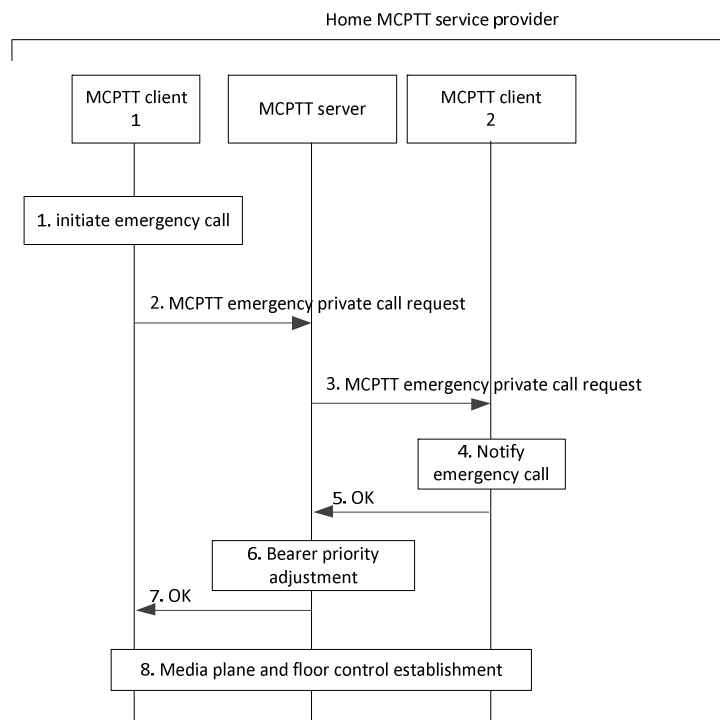 Home MCPTT service provider
MCPTT client
1
MCPTT server
MCPTT client
2
1. initiate emergency call
2. MCPTT emergency private call request
3. MCPTT emergency private call request
4. Notify
emergency call
5. OK
6. Bearer priority
adjustment
7. OK
8. Media plane and floor control establishment